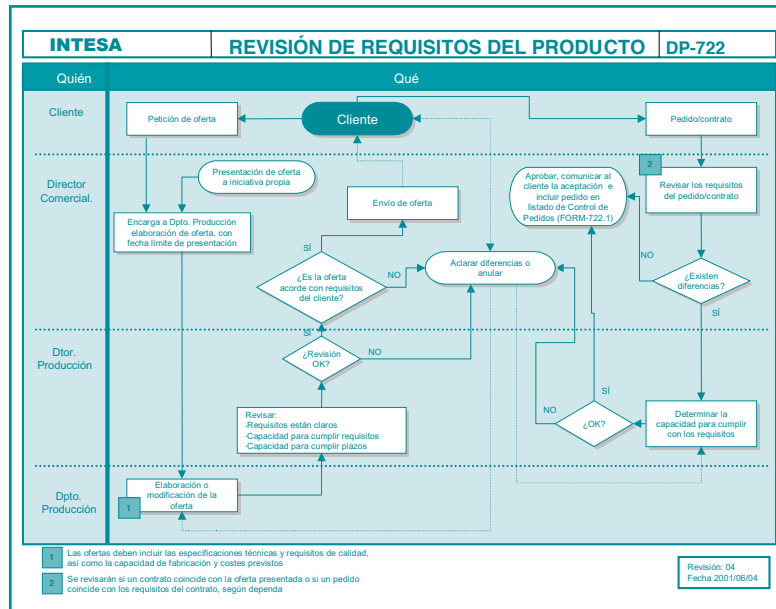 INTESA
REVISIÓN DE REQUISITOS DEL PRODUCTO
DP-722
Quién
Qué
Cliente
Petición de oferta
Cliente
Pedido/contrato
Director
Comercial.
Presentación de oferta
a iniciativa propia
Encarga a Dpto. Producción
elaboración de oferta, con
fecha límite de presentación
Envío de oferta
Aprobar, comunicar al
cliente la aceptación e
incluir pedido en
listado de Control de
Pedidos (FORM-722.1)
2
Revisar los requisitos
del pedido/contrato
SÍ
¿Es la oferta
acorde con requisitos
del cliente?
NO
Aclarar diferencias o
anular
NO
¿Existen
diferencias?
SÍ
Dtor.
Producción
SÍ
¿Revisión
OK?
NO
Revisar:
-Requisitos están claros
-Capacidad para cumplir requisitos
-Capacidad para cumplir plazos
SÍ
NO
¿OK?
Determinar la
capacidad para cumplir
con los requisitos
Dpto.
Producción
Elaboración o
modificación de la
oferta
1
1
Las ofertas deben incluir las especificaciones técnicas y requisitos de calidad,
así como la capacidad de fabricación y costes previstos
2
Se revisarán si un contrato coincide con la oferta presentada o si un pedido
coincide con los requisitos del contrato, según dependa
Revisión: 04
Fecha 2001/06/04